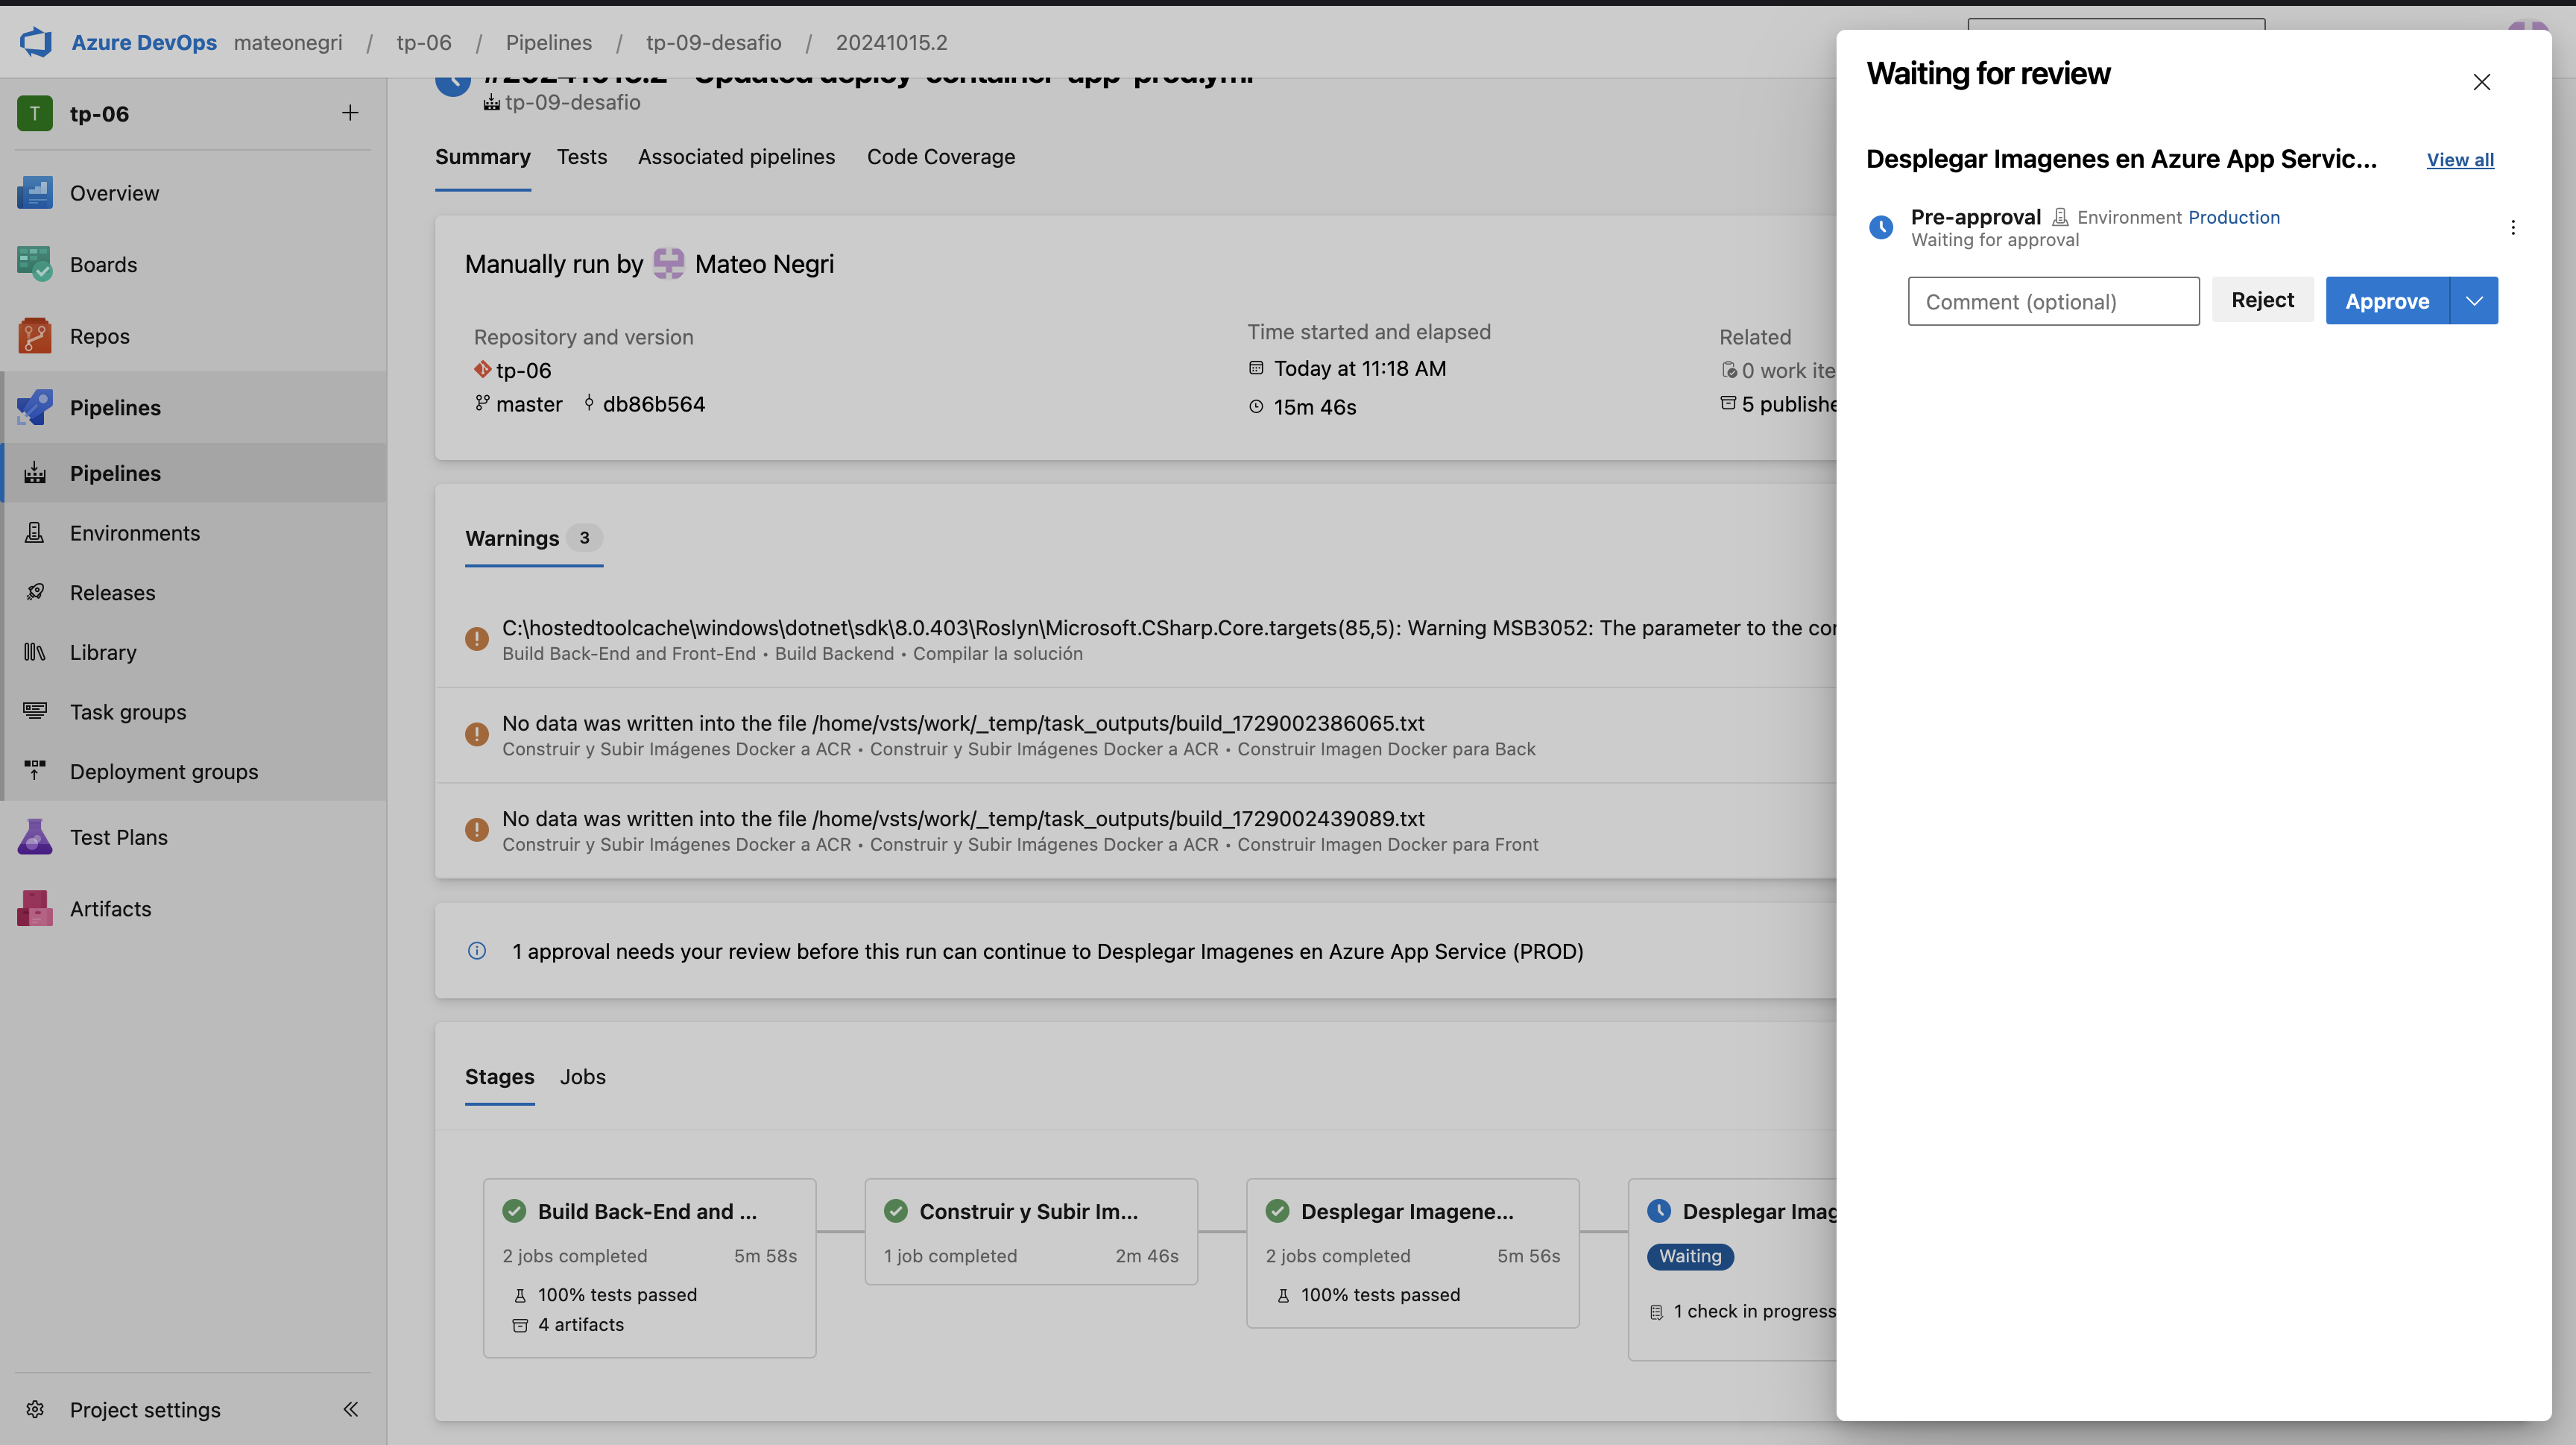 Azure DevOps mateonegri / tp-06 / Pipelines / tp-09-desafio / 20241015.2
T tp-06
Overview
Boards
Repos
Pipelines
Pipelines
Environments
Releases
Library
Task groups
Deployment groups
Test Plans
Artifacts
Project settings
#20241015.2 Updated deploy-container-app-prod.yml
tp-09-desafio
Summary Tests Associated pipelines Code Coverage
Manually run by Mateo Negri
Repository and version
tp-06
master db86b564
Time started and elapsed
Today at 11:18 AM
15m 46s
Related
0 work ite
5 publishe
Warnings 3
C:\hostedtoolcache\windows\dotnet\sdk\8.0.403\Roslyn\Microsoft.CSharp.Core.targets(85,5): Warning MSB3052: The parameter to the cor
Build Back-End and Front-End • Build Backend • Compilar la solución
No data was written into the file /home/vsts/work/_temp/task_outputs/build_1729002386065.txt
Construir y Subir Imágenes Docker a ACR • Construir y Subir Imágenes Docker a ACR • Construir Imagen Docker para Back
No data was written into the file /home/vsts/work/_temp/task_outputs/build_1729002439089.txt
Construir y Subir Imágenes Docker a ACR • Construir y Subir Imágenes Docker a ACR • Construir Imagen Docker para Front
1 approval needs your review before this run can continue to Desplegar Imagenes en Azure App Service (PROD)
Stages Jobs
Build Back-End and ...
2 jobs completed 5m 58s
100% tests passed
4 artifacts
Construir y Subir Im...
1 job completed 2m 46s
Desplegar Imagene...
2 jobs completed 5m 56s
100% tests passed
Desplegar Imag
Waiting
1 check in progress
Waiting for review
Desplegar Imagenes en Azure App Servic... View all
Pre-approval Environment Production
Waiting for approval
Comment (optional) Reject Approve